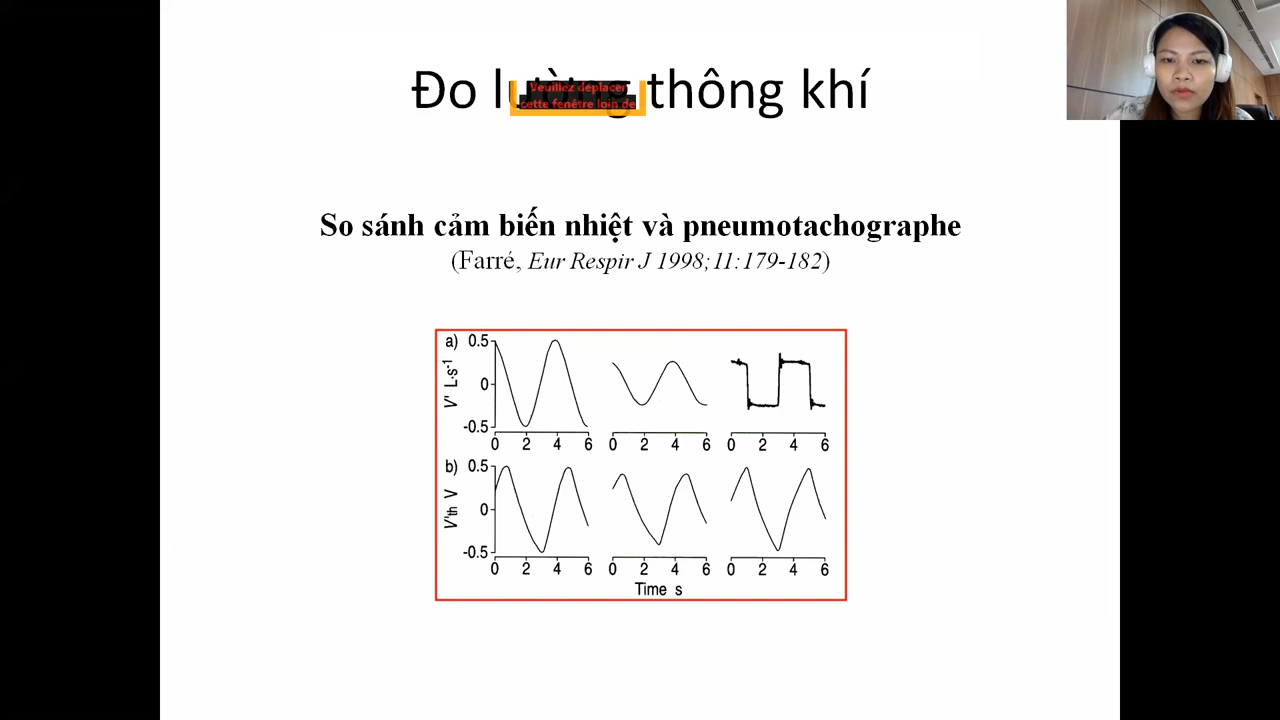 Đo lường thông khí
Veuillez déplacer
cette fenêtre loin de
So sánh cảm biến nhiệt và pneumotachographe
(Farré, Eur Respir J 1998;11:179-182)
a) 0.5
0
-0.5
V' L·s⁻¹
0 2 4 6 0 2 4 6 0 2 4 6
b) 0.5
0
-0.5
V'th V
0 2 4 6 0 2 4 6 0 2 4 6
Time s